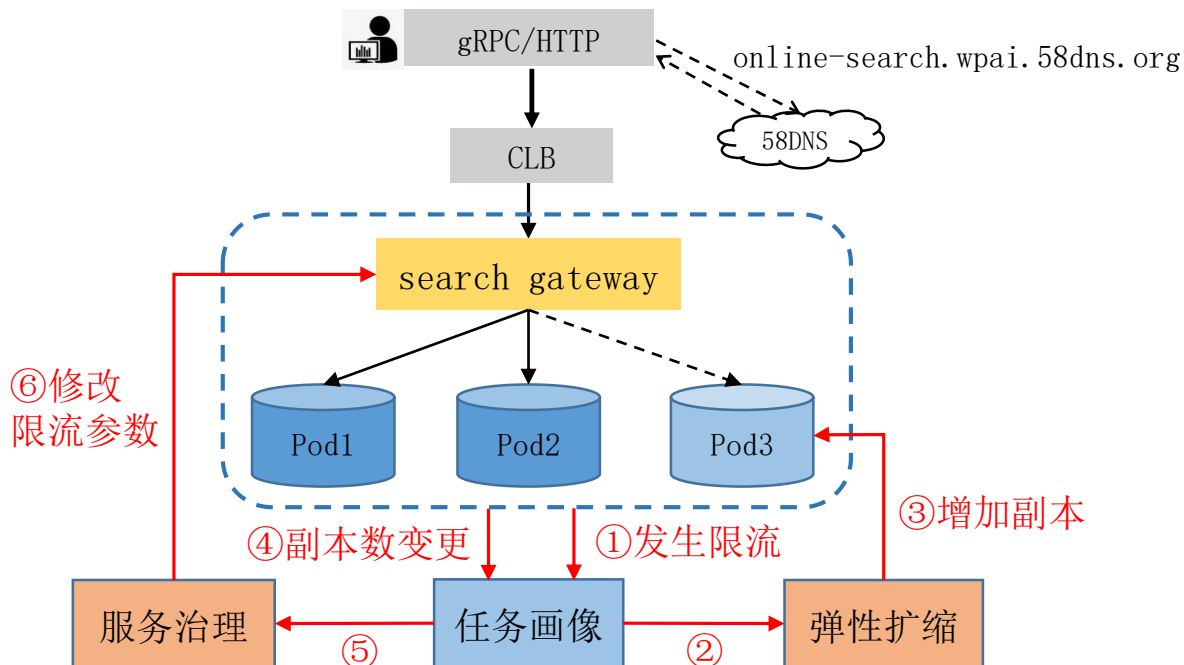 gRPC/HTTP
online-search.wpai.58dns.org
58DNS
CLB
search gateway
⑥修改
限流参数
Pod1
Pod2
Pod3
③增加副本
④副本数变更
①发生限流
服务治理
⑤
任务画像
②
弹性扩缩